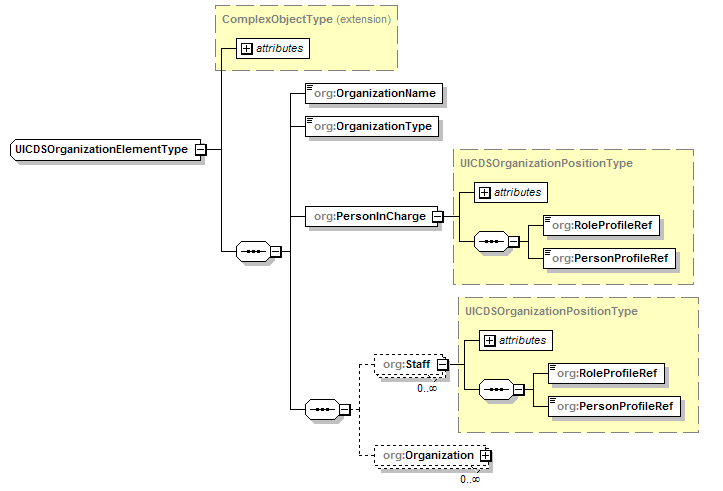 ComplexObjectType (extension)
attributes
org:OrganizationName
org:OrganizationType
UICDSOrganizationElementType
UICDSOrganizationPositionType
attributes
org:PersonInCharge
org:RoleProfileRef
org:PersonProfileRef
UICDSOrganizationPositionType
attributes
org:Staff
0..∞
org:RoleProfileRef
org:PersonProfileRef
org:Organization
0..∞